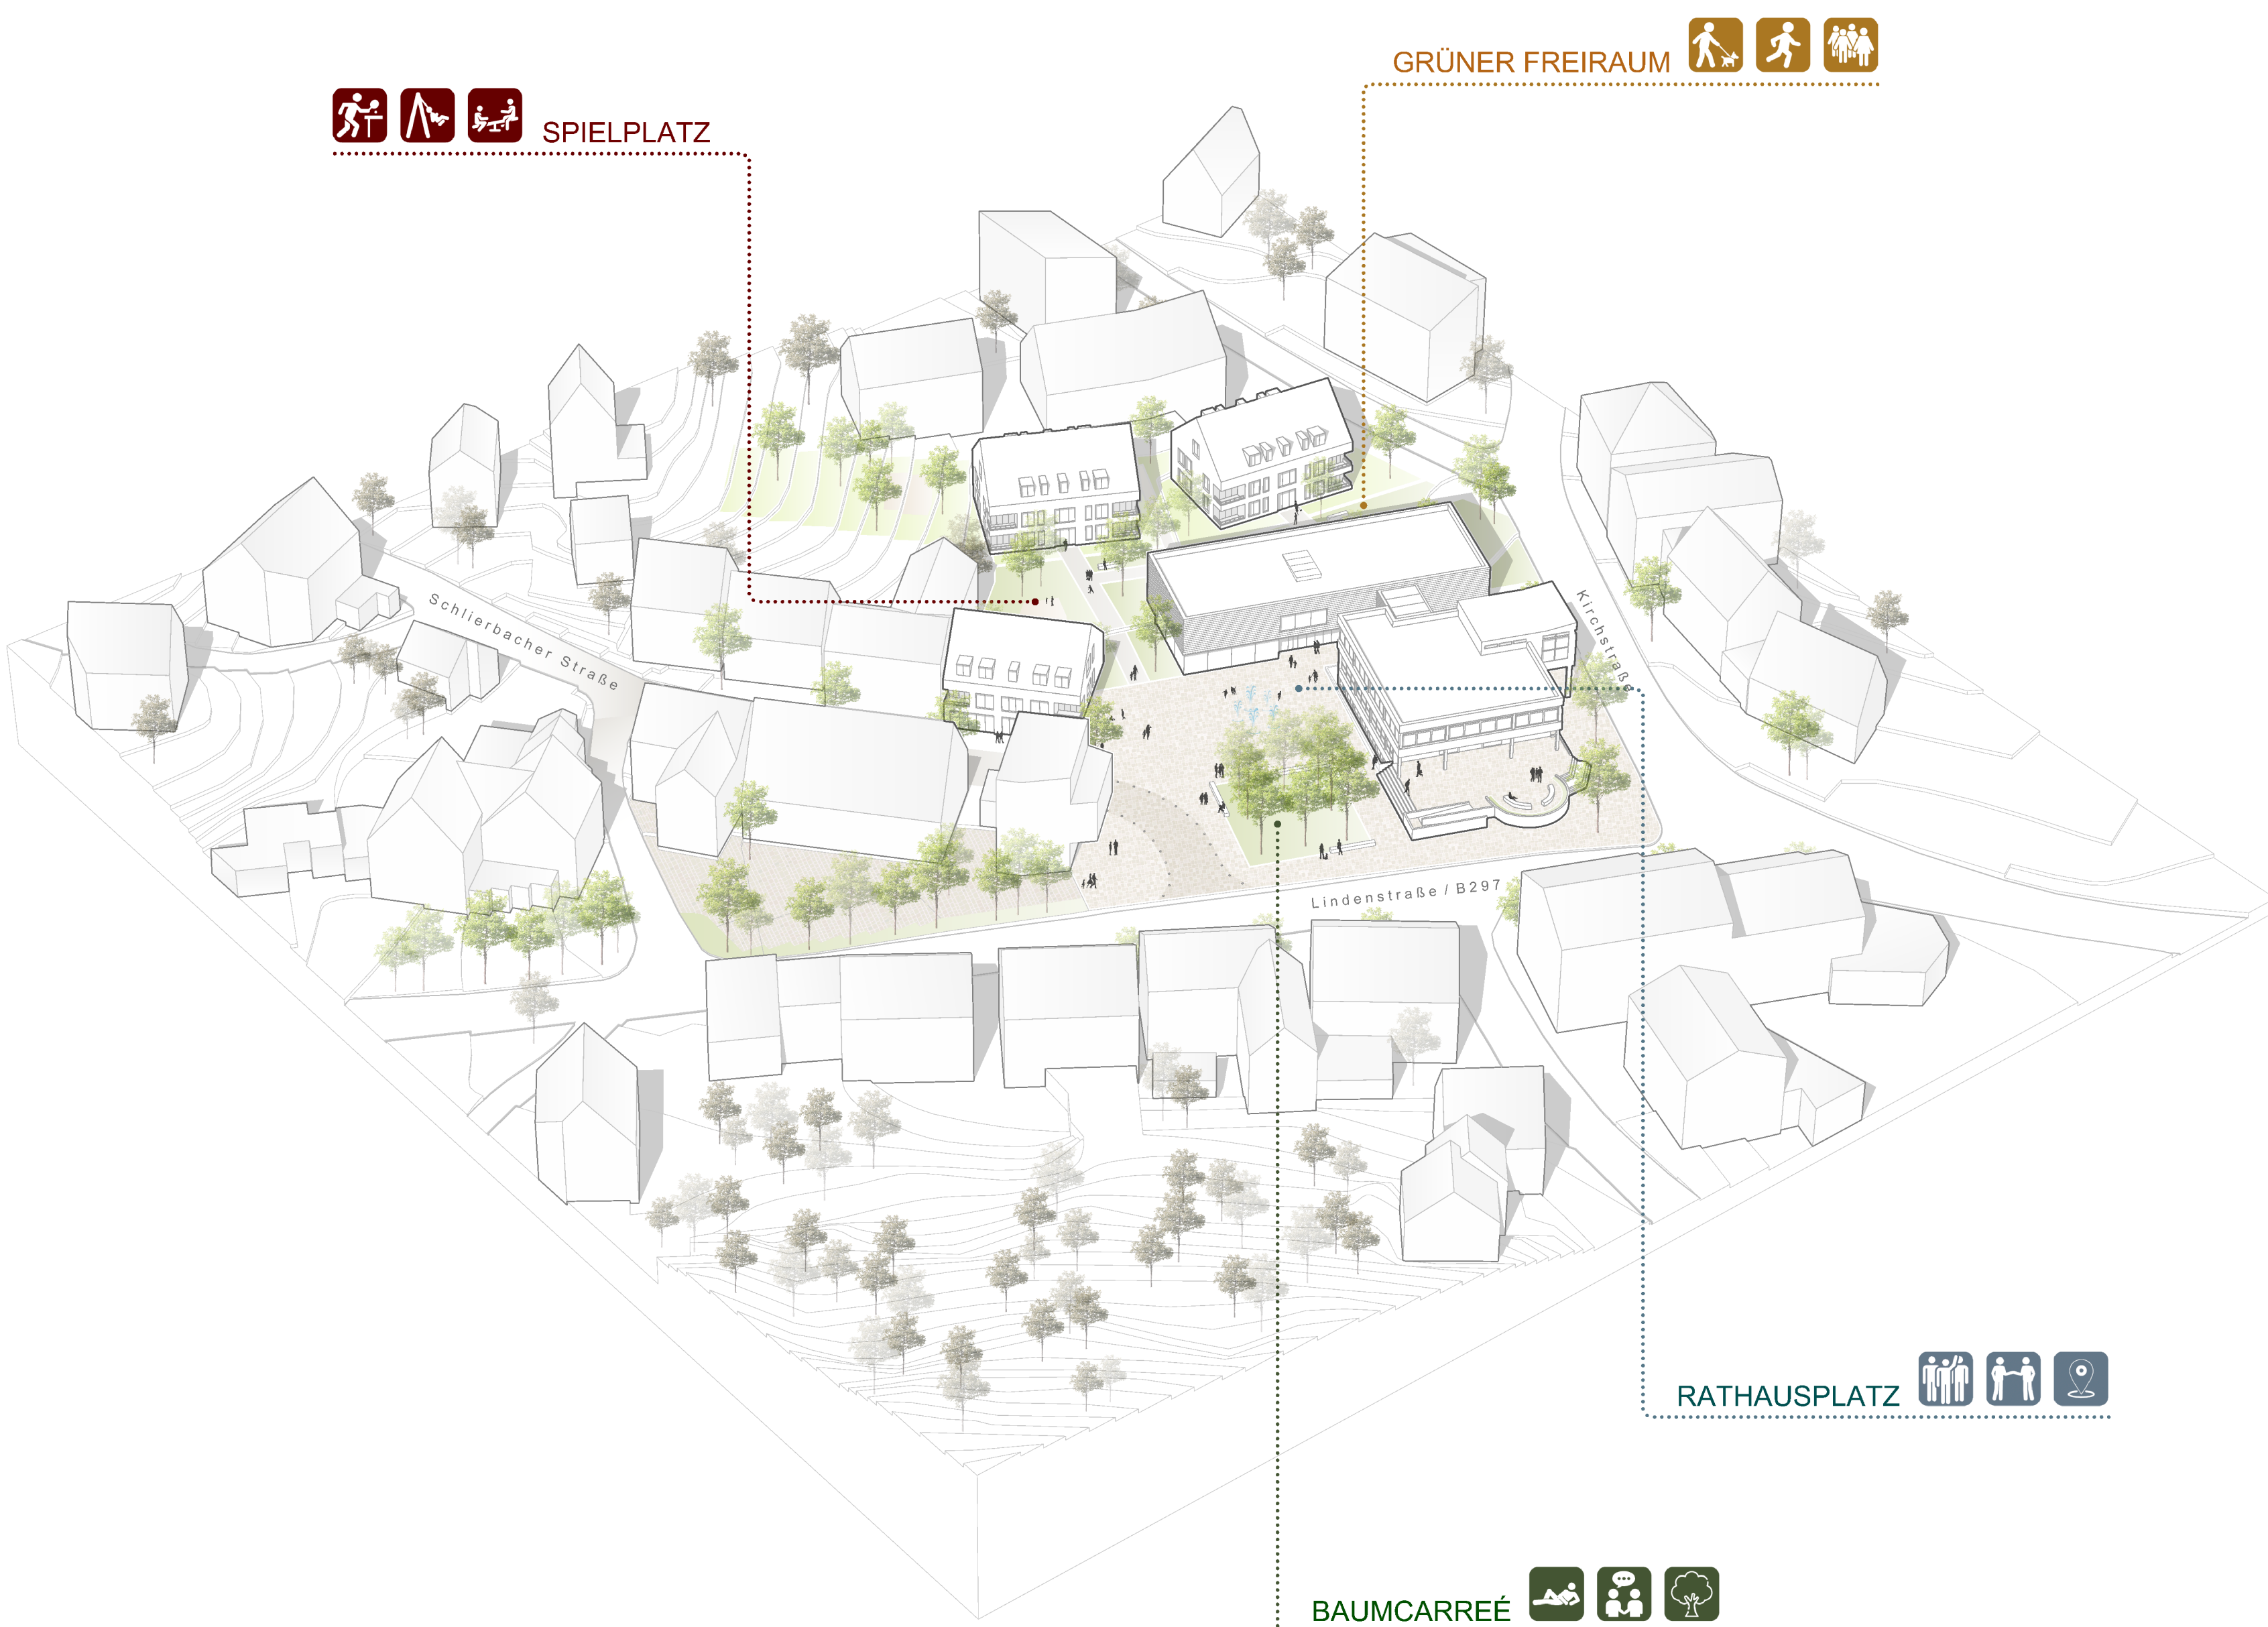 GRÜNER FREIRAUM
SPIELPLATZ
Schlierbacher Straße
Kirchstraße
Lindenstraße / B297
RATHAUSPLATZ
BAUMCARREÉ